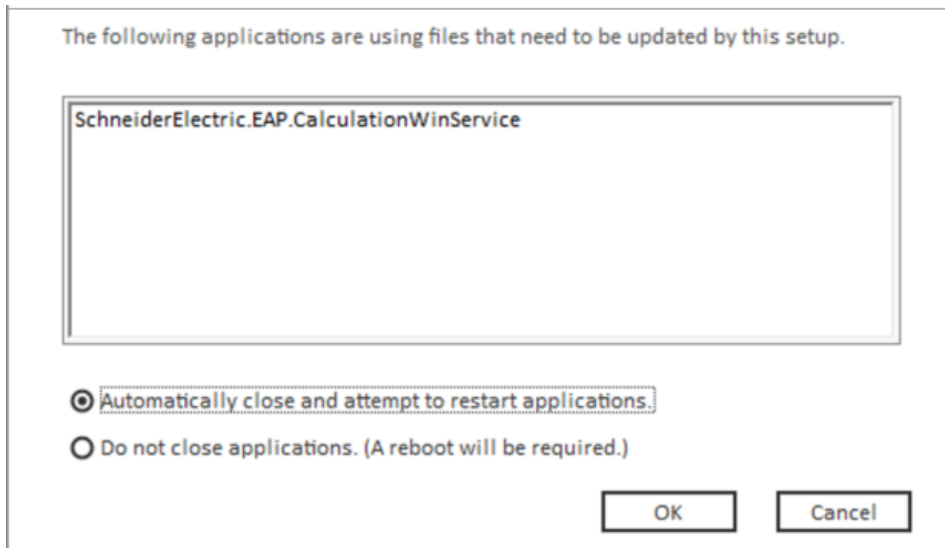 The following applications are using files that need to be updated by this setup.
SchneiderElectric.EAP.CalculationWinService
Automatically close and attempt to restart applications.
Do not close applications. (A reboot will be required.)
OK
Cancel